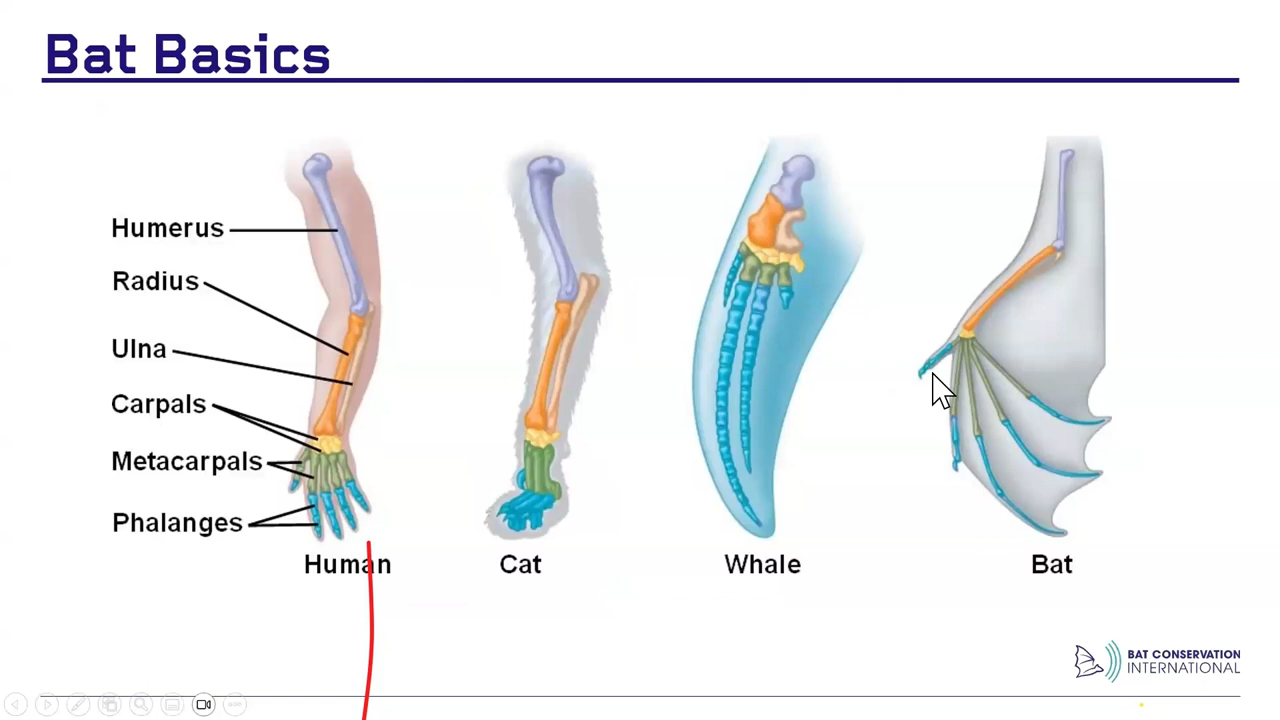 Bat Basics
Humerus
Radius
Ulna
Carpals
Metacarpals
Phalanges
Human
Cat
Whale
Bat
BAT CONSERVATION
INTERNATIONAL